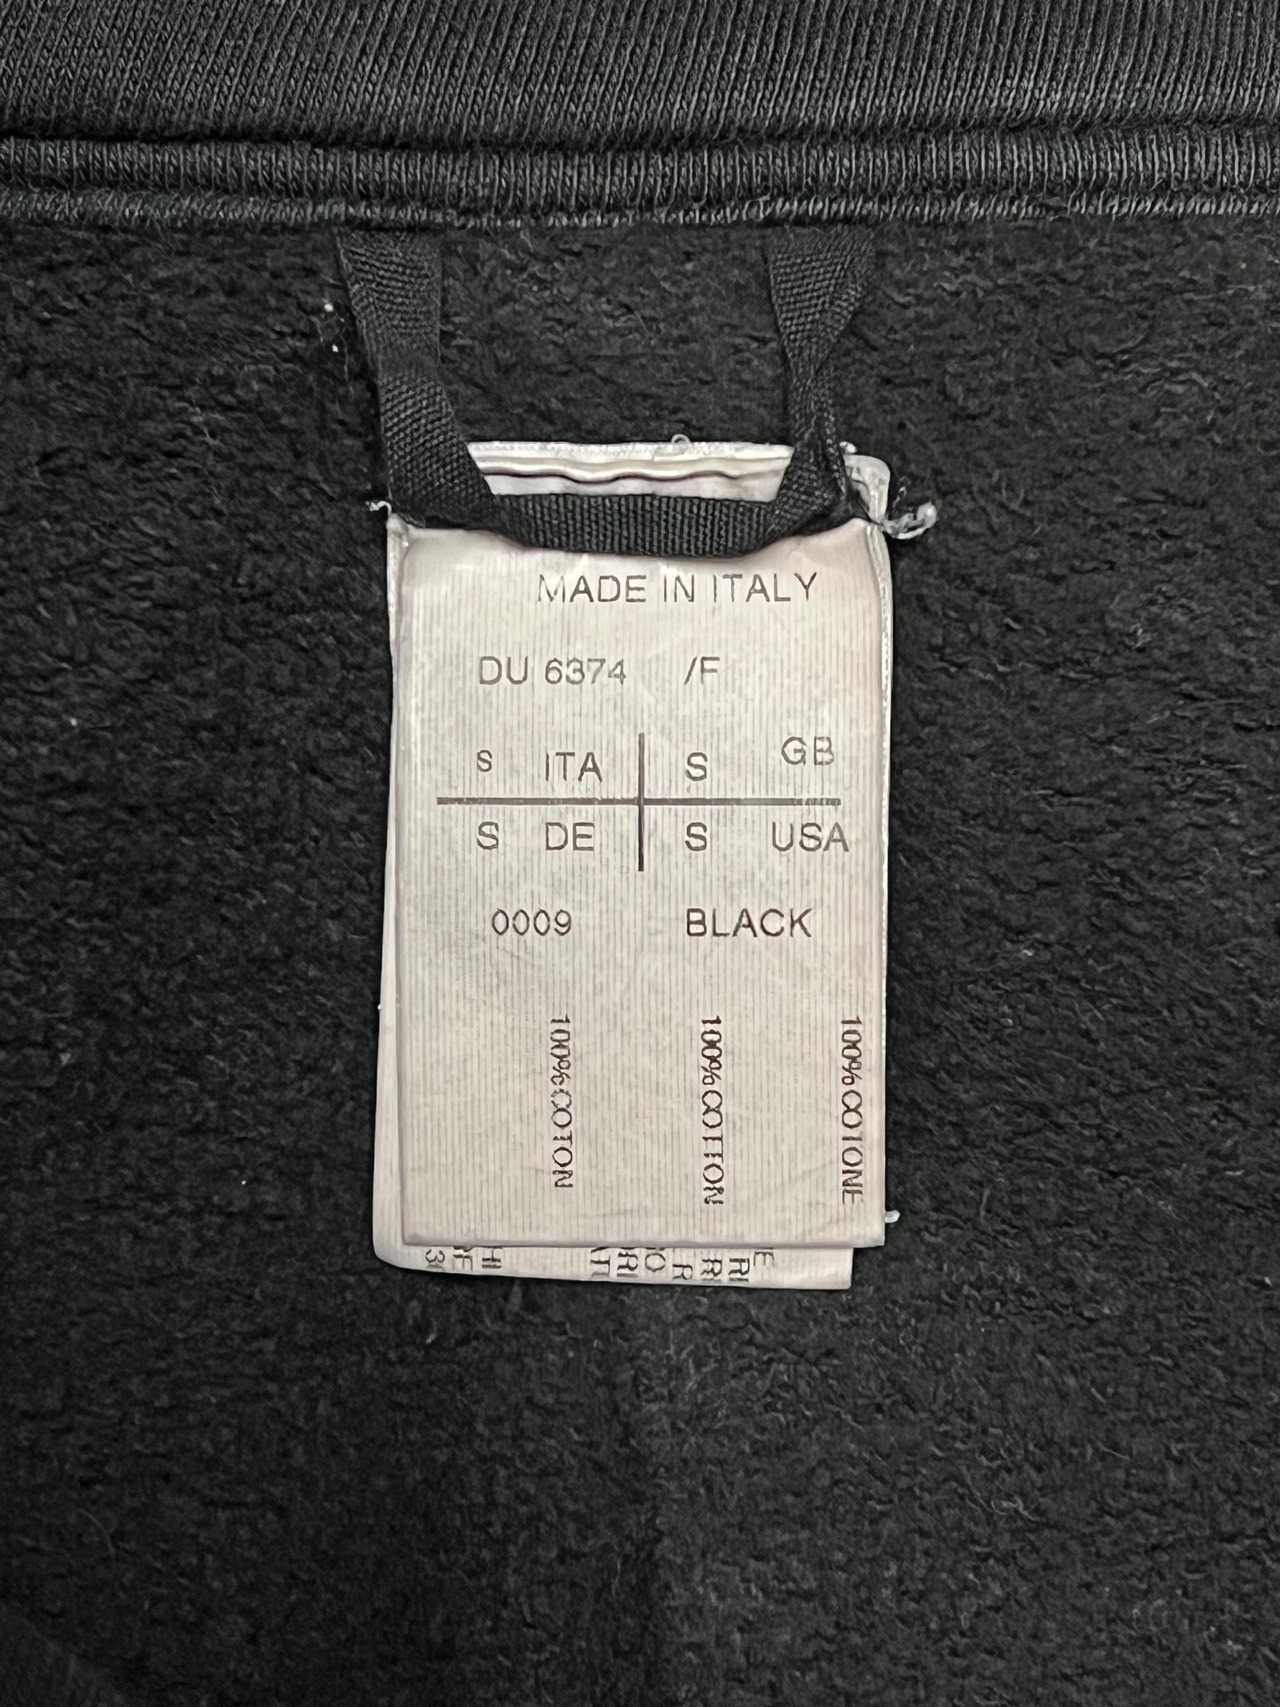 MADE IN ITALY
DU 6374 /F
S ITA S GB
S DE S USA
0009 BLACK
100%COTONE
100%COTTON
100%COTON